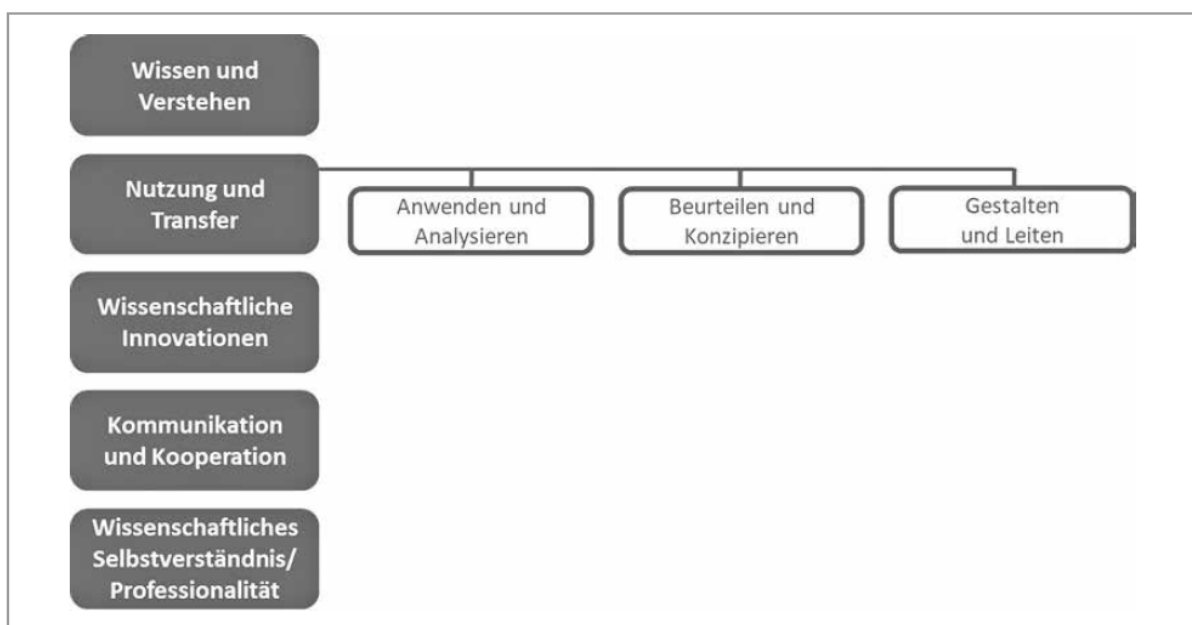 Wissen und
Verstehen
Nutzung und
Transfer
Anwenden und
Analysieren
Beurteilen und
Konzipieren
Gestalten
und Leiten
Wissenschaftliche
Innovationen
Kommunikation
und Kooperation
Wissenschaftliches
Selbstverständnis/
Professionalität